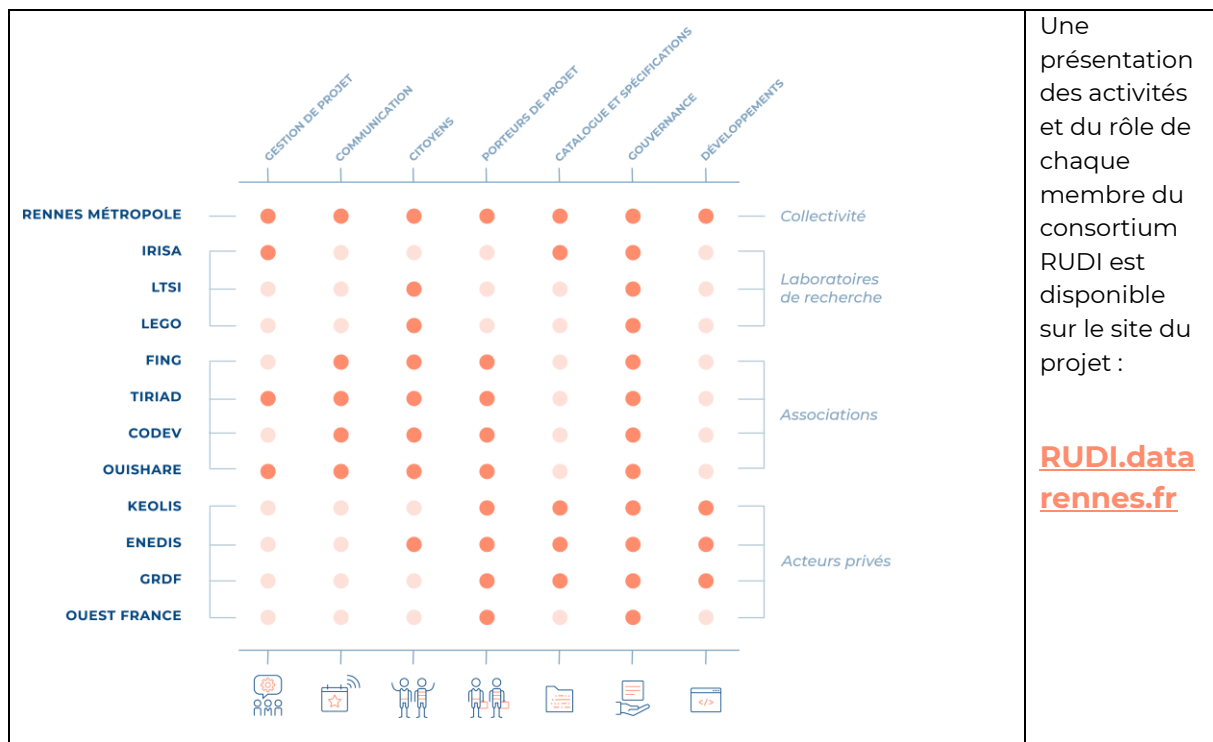 GESTION DE PROJET
COMMUNICATION
CITOYENS
PORTEURS DE PROJET
CATALOGUE ET SPÉCIFICATIONS
GOUVERNANCE
DÉVELOPPEMENTS
RENNES MÉTROPOLE
Collectivité
IRISA
LTSI
LEGO
Laboratoires
de recherche
FING
TIRIAD
CODEV
OUISHARE
Associations
KEOLIS
ENEDIS
GRDF
OUEST FRANCE
Acteurs privés
</>
Une
présentation
des activités
et du rôle de
chaque
membre du
consortium
RUDI est
disponible
sur le site du
projet :
RUDI.data
rennes.fr